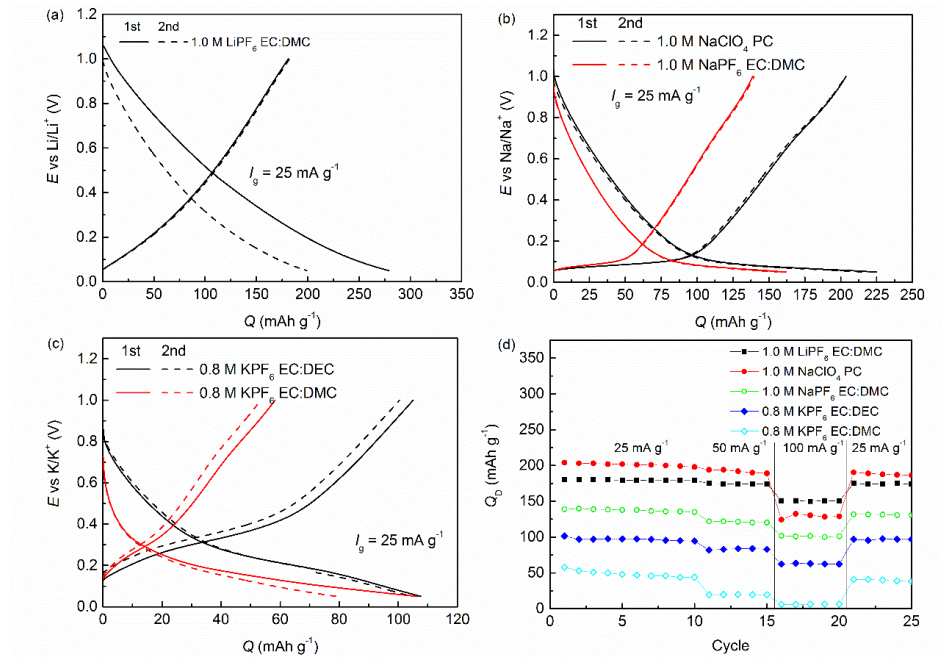 (a)
1st 2nd
1.0 M LiPF₆ EC:DMC
I_g = 25 mA g⁻¹
E vs Li/Li⁺ (V)
1.2
1.0
0.8
0.6
0.4
0.2
0.0
0 50 100 150 200 250 300 350
Q (mAh g⁻¹)
(b)
1st 2nd
1.0 M NaClO₄ PC
1.0 M NaPF₆ EC:DMC
I_g = 25 mA g⁻¹
E vs Na/Na⁺ (V)
1.2
1.0
0.8
0.6
0.4
0.2
0.0
0 25 50 75 100 125 150 175 200 225 250
Q (mAh g⁻¹)
(c)
1st 2nd
0.8 M KPF₆ EC:DEC
0.8 M KPF₆ EC:DMC
I_g = 25 mA g⁻¹
E vs K/K⁺ (V)
1.2
1.0
0.8
0.6
0.4
0.2
0.0
0 20 40 60 80 100 120
Q (mAh g⁻¹)
(d)
1.0 M LiPF₆ EC:DMC
1.0 M NaClO₄ PC
1.0 M NaPF₆ EC:DMC
0.8 M KPF₆ EC:DEC
0.8 M KPF₆ EC:DMC
25 mA g⁻¹ 50 mA g⁻¹ 100 mA g⁻¹ 25 mA g⁻¹
Q_D (mAh g⁻¹)
350
300
250
200
150
100
50
0
0 5 10 15 20 25
Cycle